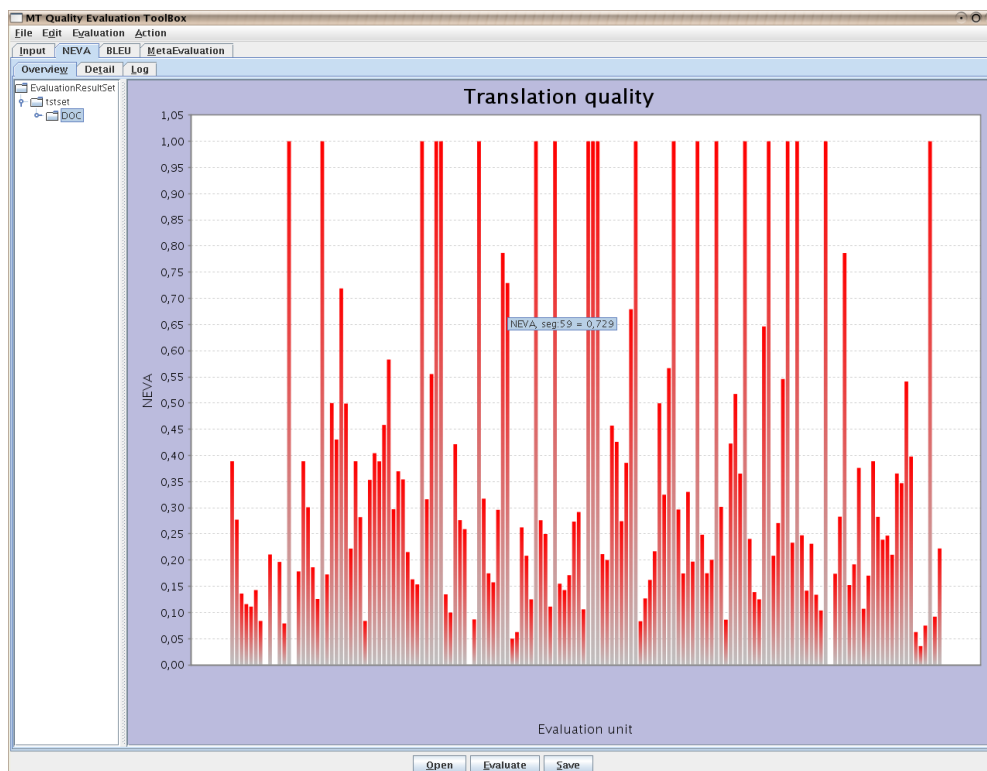 MT Quality Evaluation ToolBox
File Edit Evaluation Action
Input NEVA BLEU MetaEvaluation
Overview Detail Log
EvaluationResultSet
tstset
DOC
Translation quality
1,05
1,00
0,95
0,90
0,85
0,80
0,75
0,70
0,65
0,60
0,55
0,50
0,45
0,40
0,35
0,30
0,25
0,20
0,15
0,10
0,05
0,00
NEVA
NEVA, seg:59 = 0,729
Evaluation unit
Open Evaluate Save